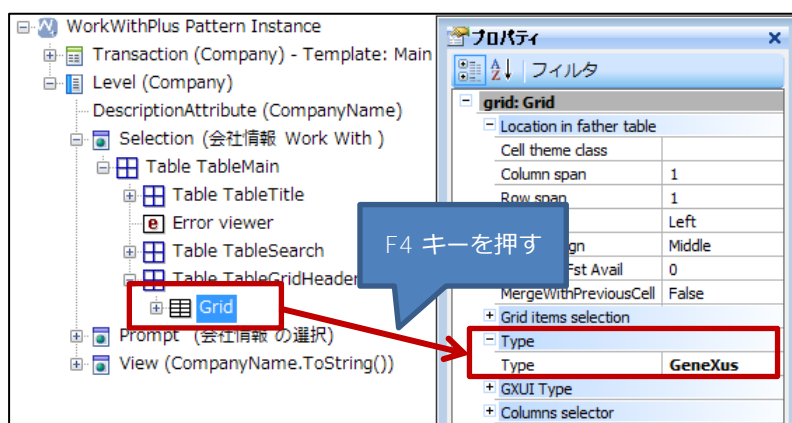 WorkWithPlus Pattern Instance
Transaction (Company) - Template: Main
Level (Company)
DescriptionAttribute (CompanyName)
Selection (会社情報 Work With )
Table TableMain
Table TableTitle
Error viewer
Table TableSearch
Table TableGridHeader
Grid
Prompt (会社情報 の選択)
View (CompanyName.ToString())
F4 キーを押す
プロパティ
フィルタ
grid: Grid
Location in father table
Cell theme class
Column span 1
Row span 1
Left
gn Middle
Fst Avail 0
MergeWithPreviousCell False
Grid items selection
Type
Type GeneXus
GXUI Type
Columns selector